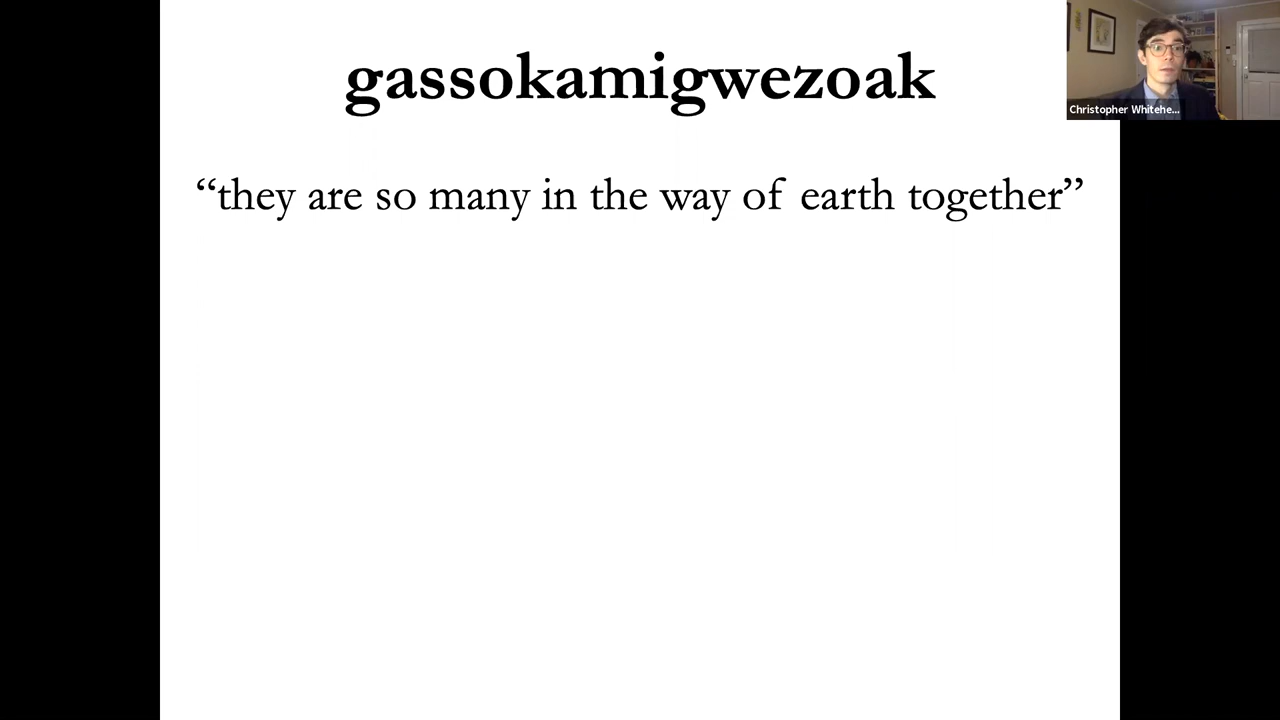 gassokamigwezoak
“they are so many in the way of earth together”
Christopher Whitehe...